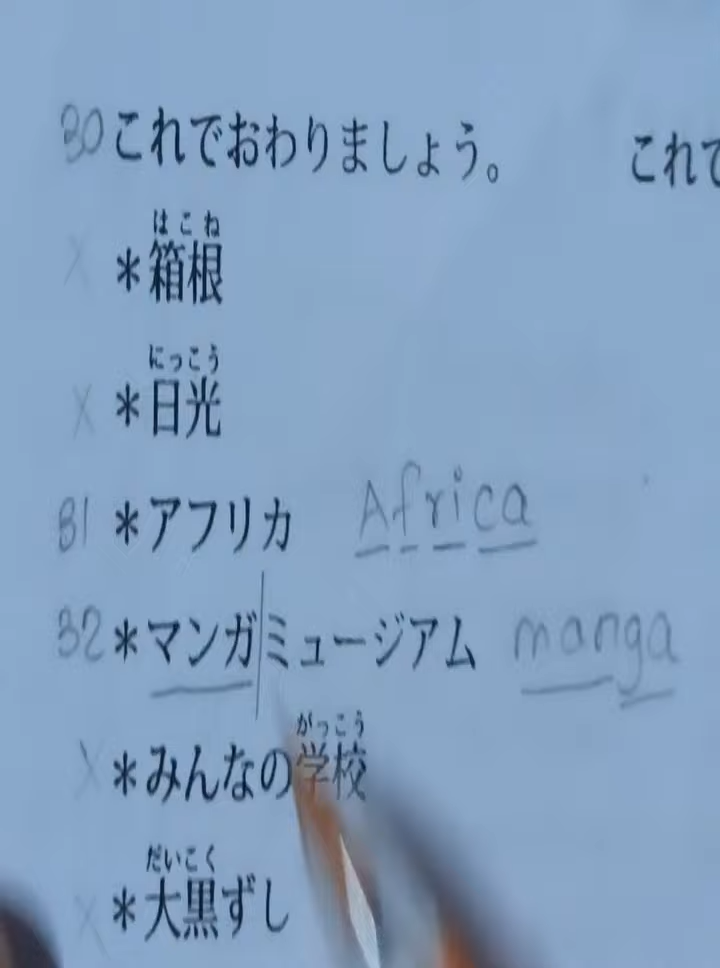 30 これでおわりましょう。 これで
はこね
x *箱根
にっこう
x *日光
31 *アフリカ Africa
32 *マンガミュージアム manga
がっこう
x *みんなの学校
だいこく
x *大黒ずし